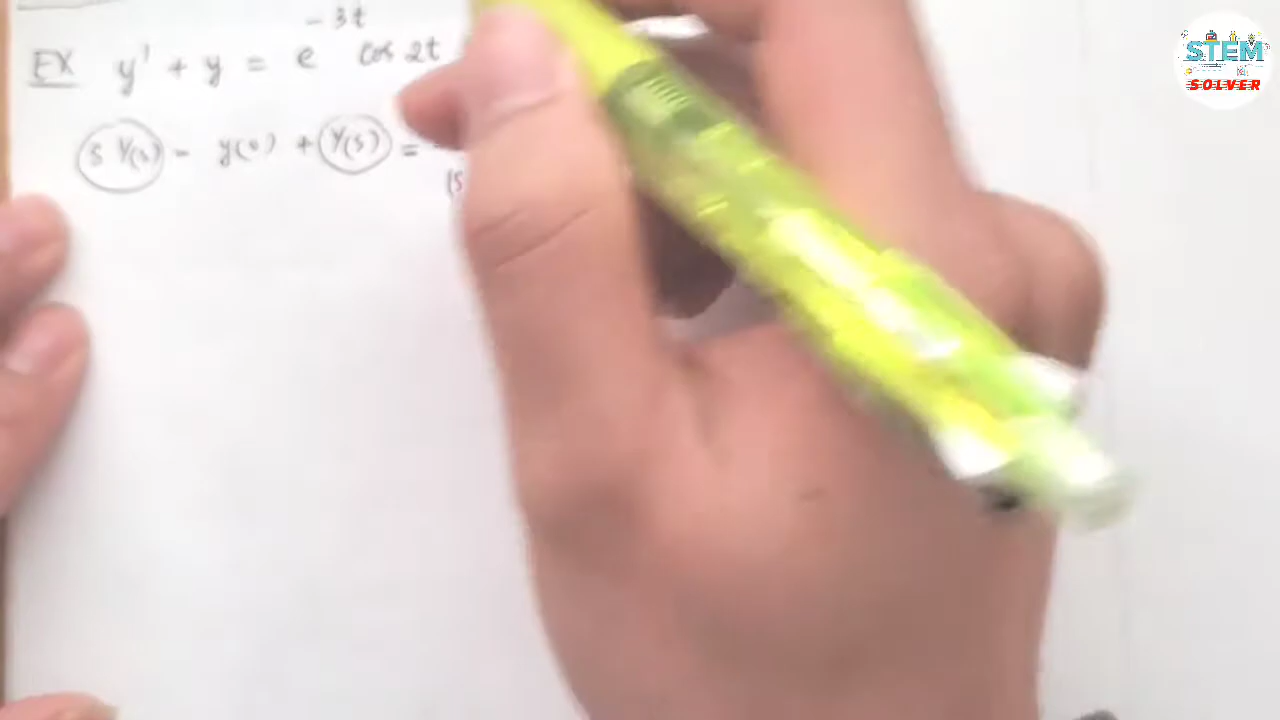 EX y' + y = e^{-3t} cos 2t
s Y(s) - y(0) + Y(s) =
(s
STEM
SOLVER